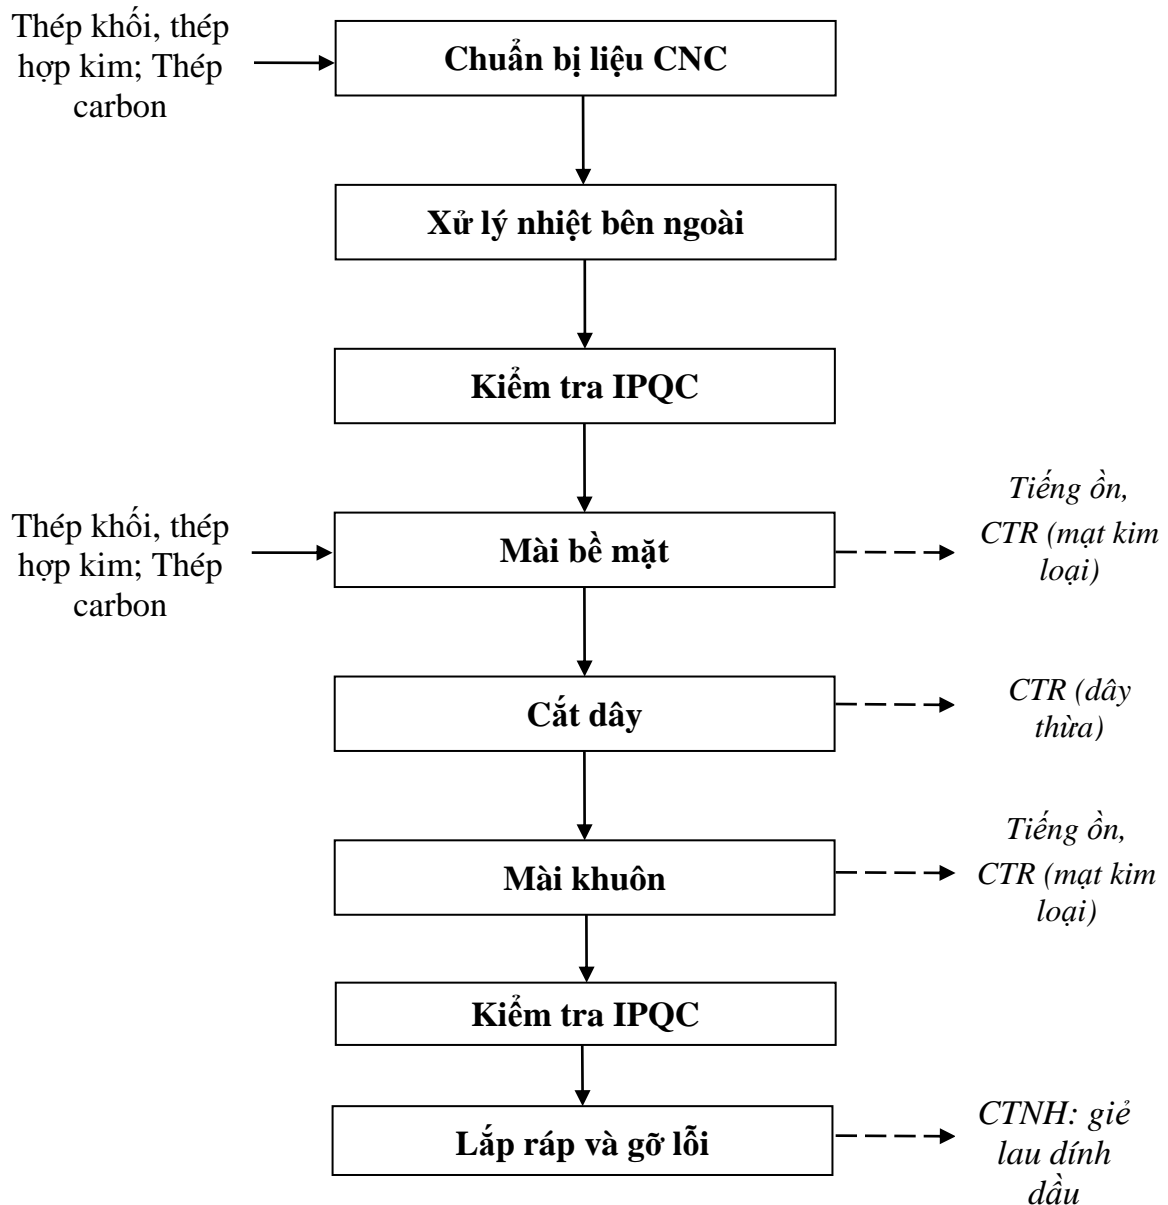 Thép khối, thép
hợp kim; Thép
carbon
Chuẩn bị liệu CNC
Xử lý nhiệt bên ngoài
Kiểm tra IPQC
Thép khối, thép
hợp kim; Thép
carbon
Mài bề mặt
Tiếng ồn,
CTR (mạt kim
loại)
Cắt dây
CTR (dây
thừa)
Mài khuôn
Tiếng ồn,
CTR (mạt kim
loại)
Kiểm tra IPQC
Lắp ráp và gỡ lỗi
CTNH: giẻ
lau dính
dầu